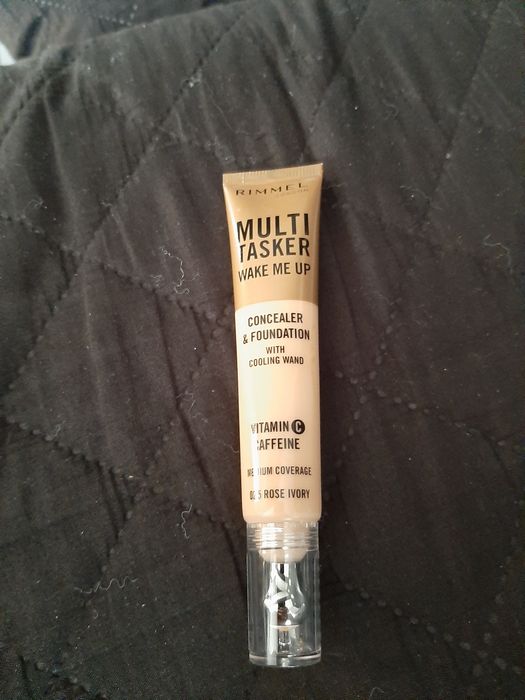 RIMMEL
MULTI
TASKER
WAKE ME UP
CONCEALER
& FOUNDATION
WITH
COOLING WAND
VITAMIN C
CAFFEINE
MEDIUM COVERAGE
ROSE IVORY